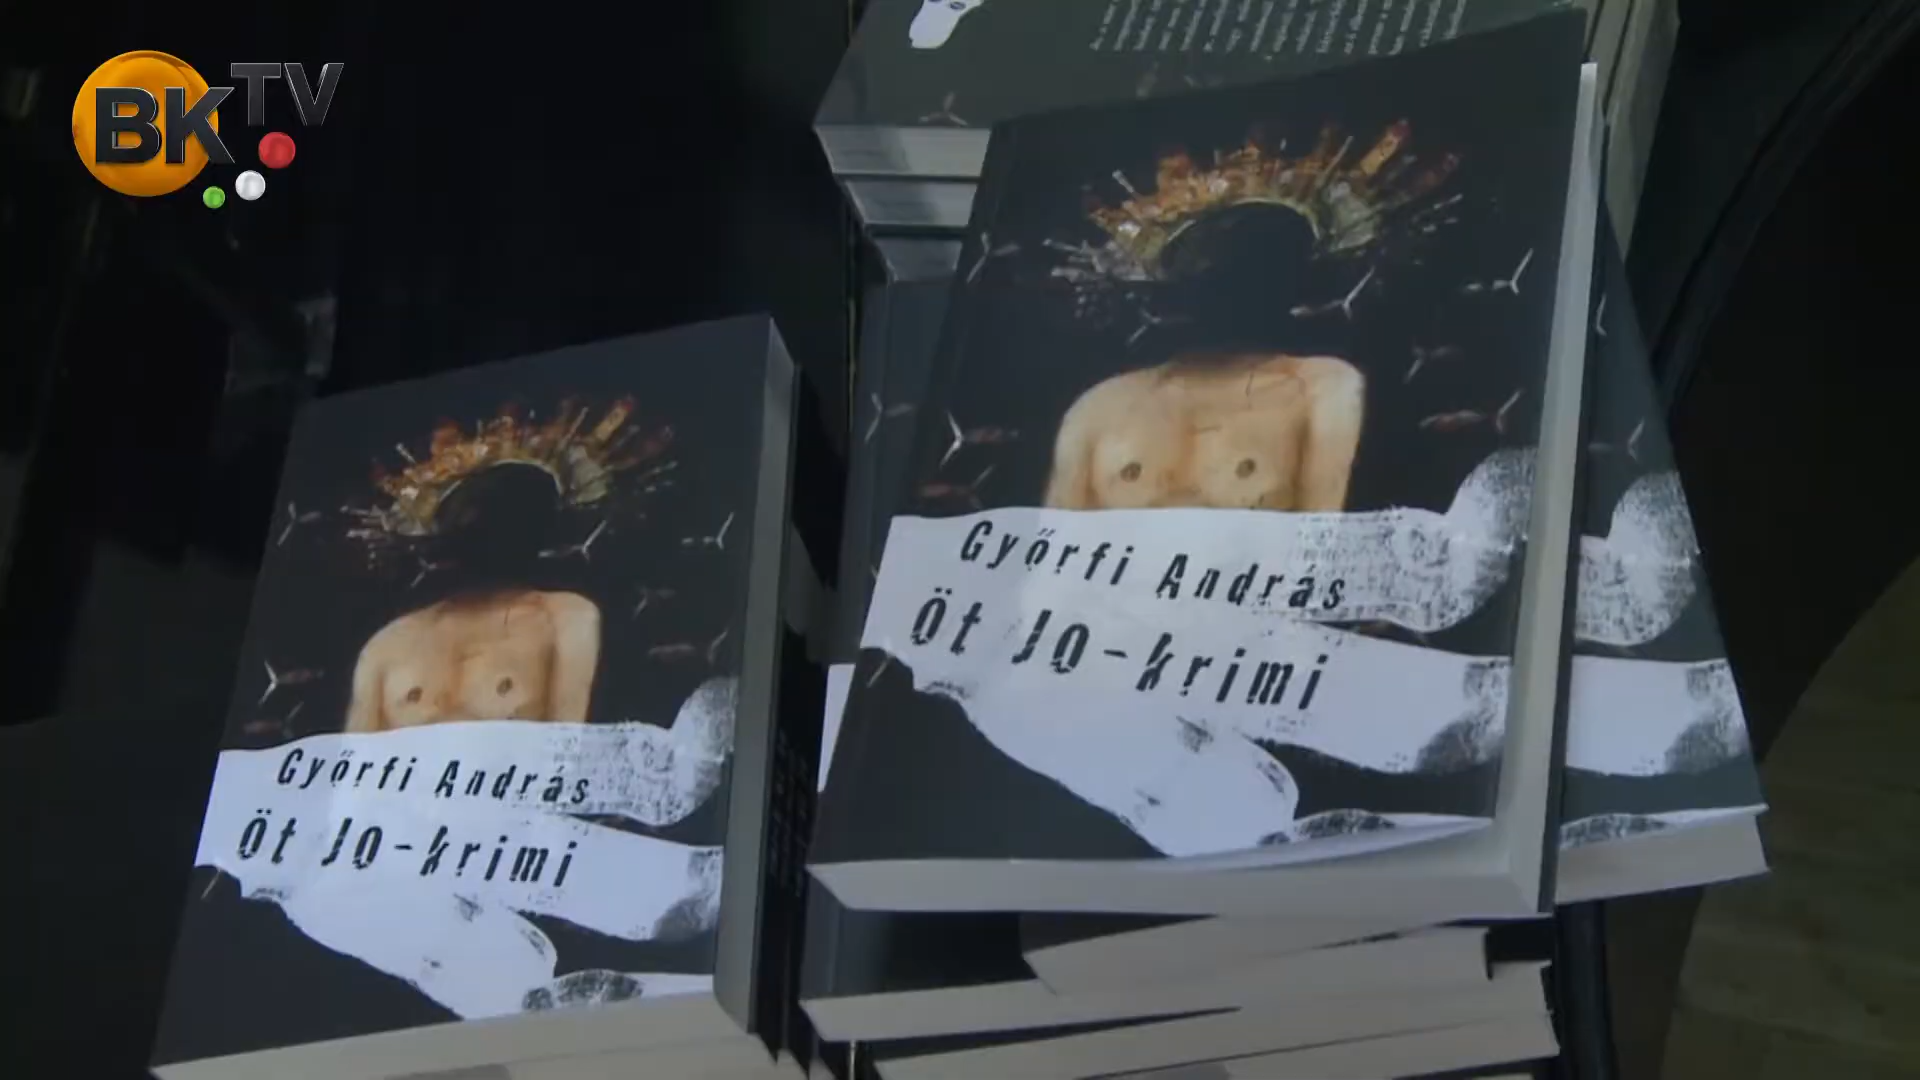 BKTV
Győrfi András
Öt JO-krimi
Győrfi András
Öt JO-krimi